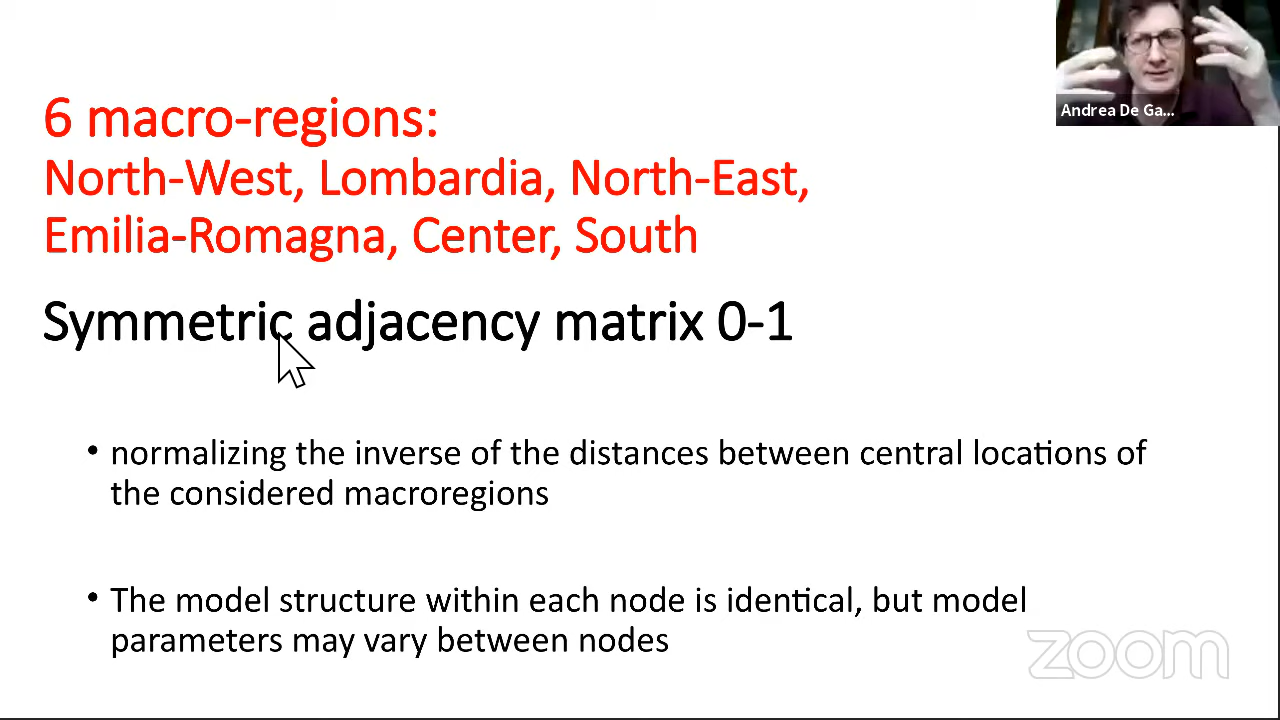 Andrea De Ga...
6 macro-regions:
North-West, Lombardia, North-East,
Emilia-Romagna, Center, South
Symmetric adjacency matrix 0-1
• normalizing the inverse of the distances between central locations of
the considered macroregions
• The model structure within each node is identical, but model
parameters may vary between nodes
zoom